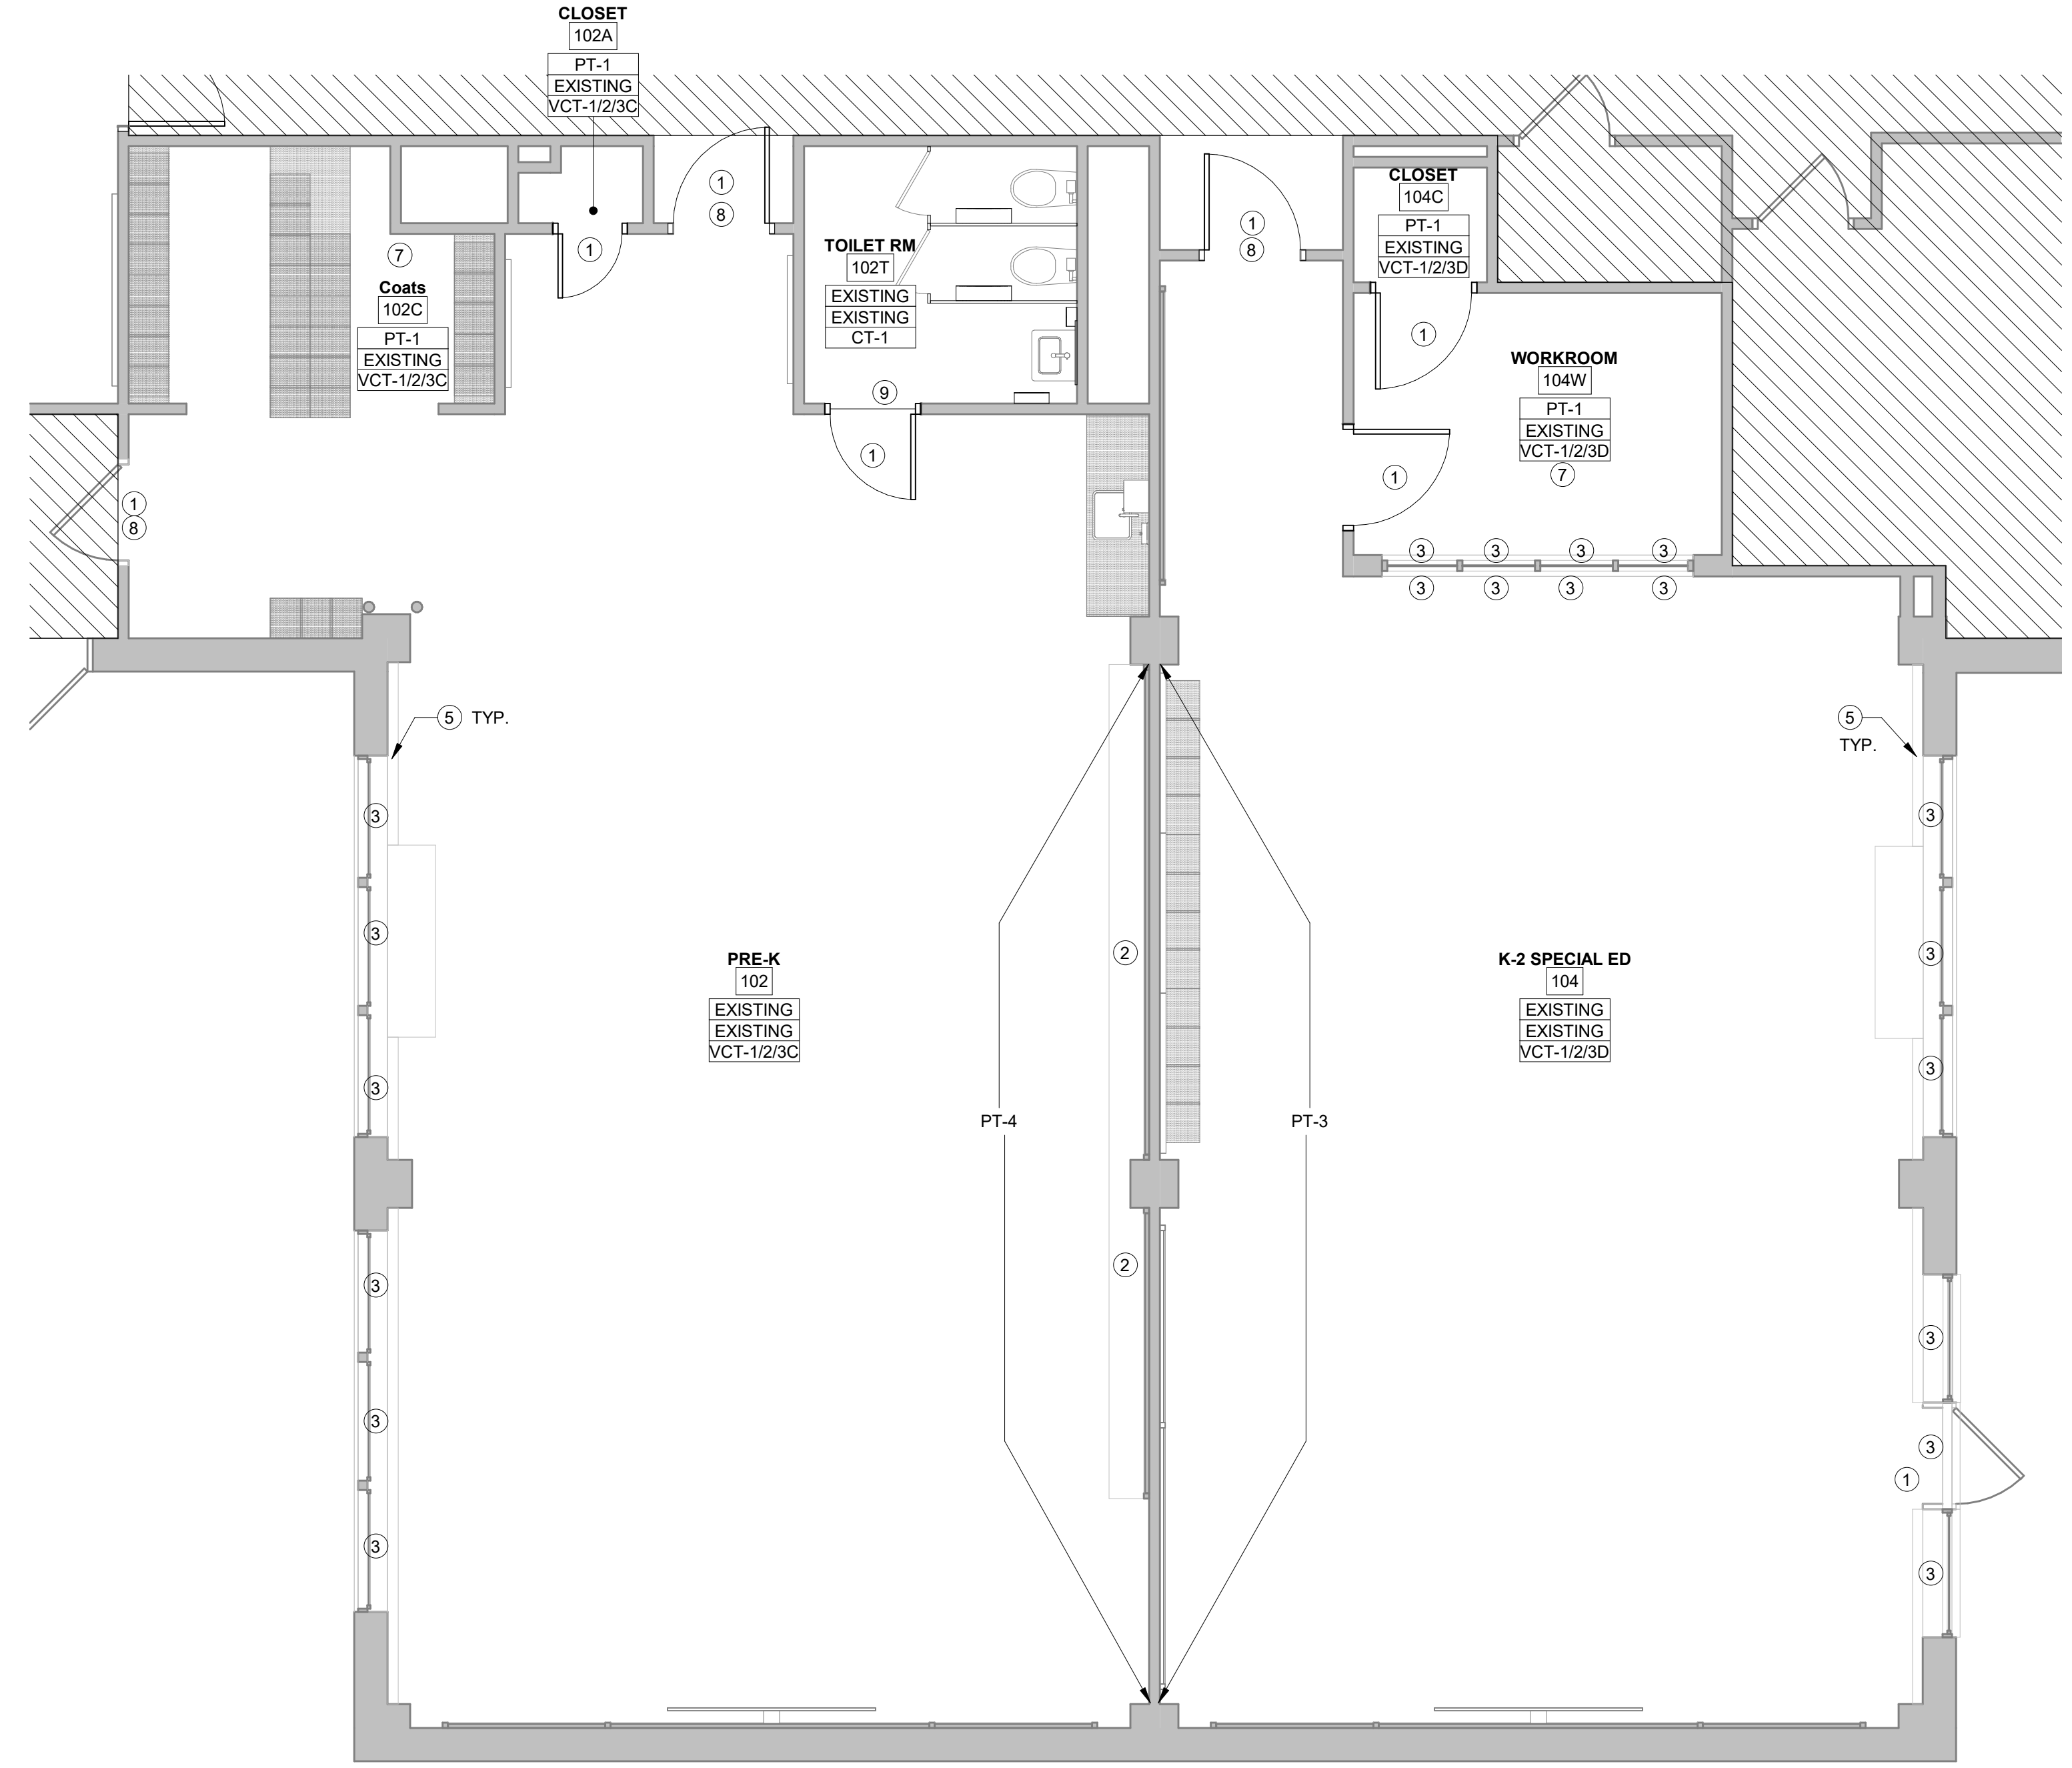 CLOSET
102A
PT-1
EXISTING
VCT-1/2/3C
1
8
1
7
Coats
102C
PT-1
EXISTING
VCT-1/2/3C
TOILET RM
102T
EXISTING
EXISTING
CT-1
9
1
1
8
1
8
CLOSET
104C
PT-1
EXISTING
VCT-1/2/3D
1
WORKROOM
104W
PT-1
EXISTING
VCT-1/2/3D
7
1
3 3 3 3
3 3 3 3
5 TYP.
5
TYP.
3
3
3
3
3
3
PRE-K
102
EXISTING
EXISTING
VCT-1/2/3C
2
2
PT-4
PT-3
K-2 SPECIAL ED
104
EXISTING
EXISTING
VCT-1/2/3D
3
3
3
3
3
1
3